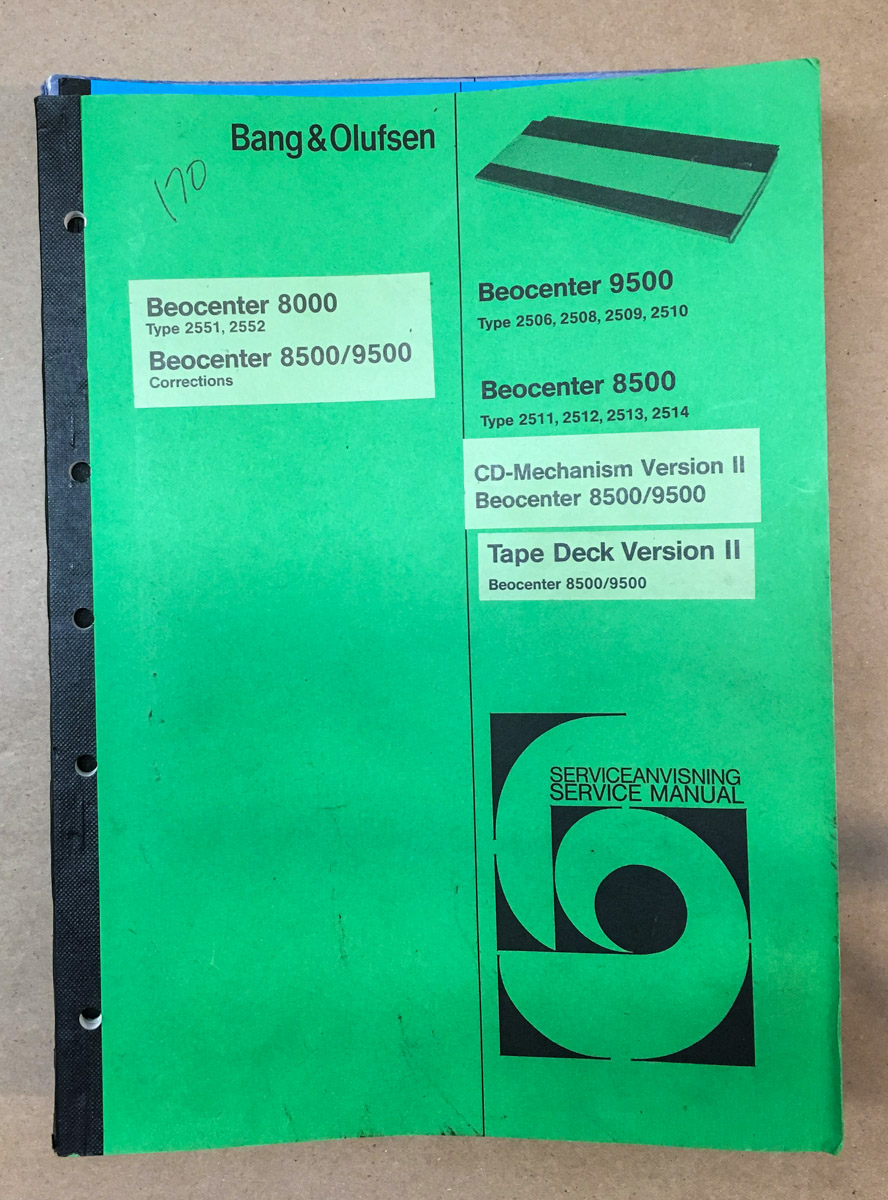 Bang & Olufsen
170
Beocenter 8000
Type 2551, 2552
Beocenter 8500/9500
Corrections
Beocenter 9500
Type 2506, 2508, 2509, 2510
Beocenter 8500
Type 2511, 2512, 2513, 2514
CD-Mechanism Version II
Beocenter 8500/9500
Tape Deck Version II
Beocenter 8500/9500
SERVICEANVISNING
SERVICE MANUAL